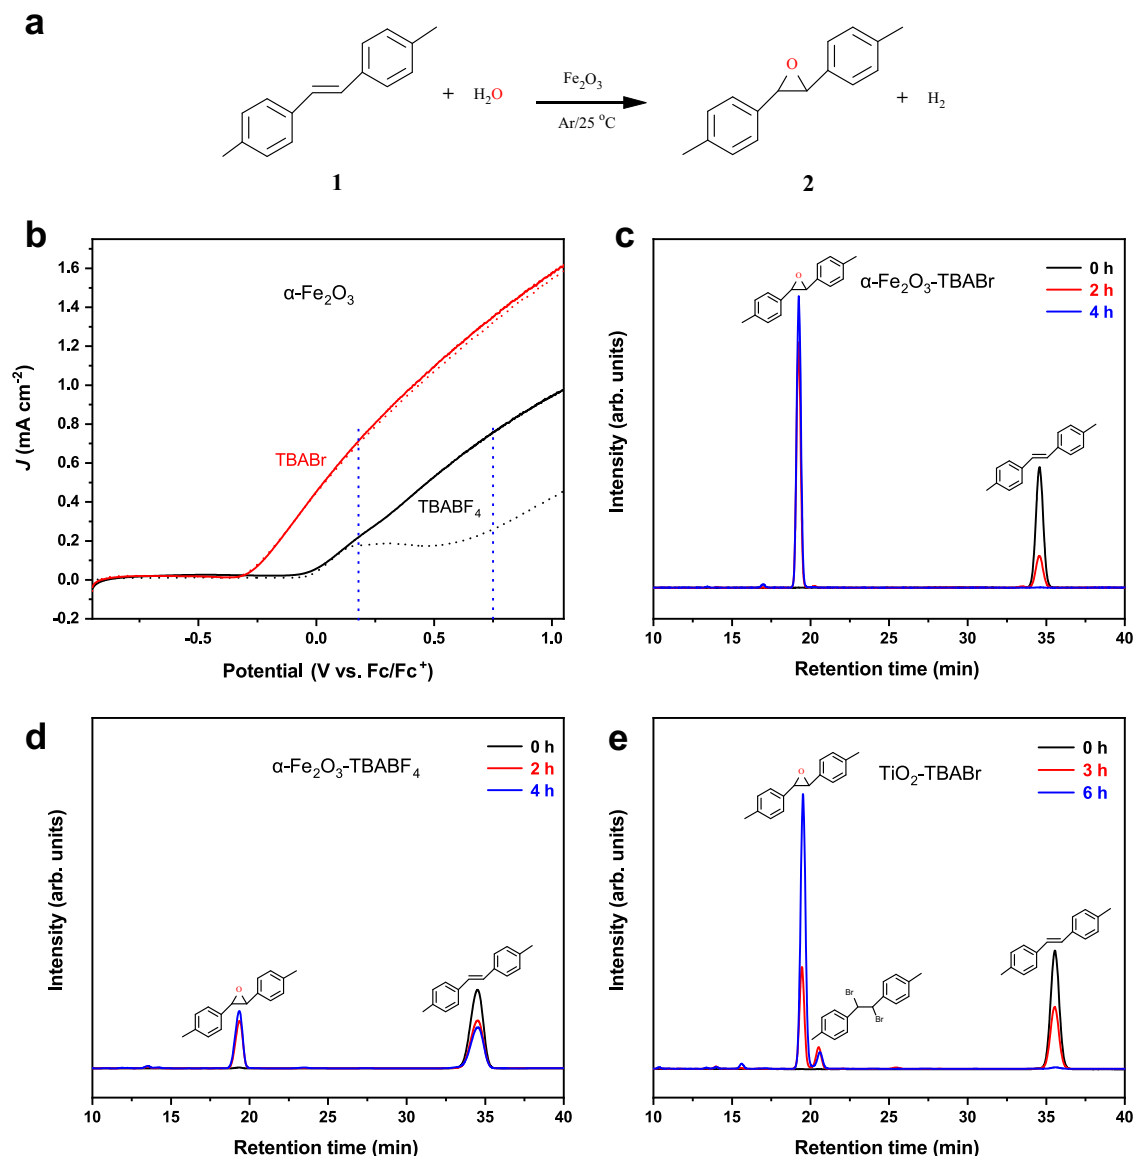 a
+ H₂O
Fe₂O₃
Ar/25 °C
O
+ H₂
1
2
b
α-Fe₂O₃
TBABr
TBABF₄
J (mA cm⁻²)
1.6
1.4
1.2
1.0
0.8
0.6
0.4
0.2
0.0
-0.2
-0.5
0.0
0.5
1.0
Potential (V vs. Fc/Fc⁺)
c
O
α-Fe₂O₃-TBABr
0 h
2 h
4 h
Intensity (arb. units)
10 15 20 25 30 35 40
Retention time (min)
d
α-Fe₂O₃-TBABF₄
0 h
2 h
4 h
O
Intensity (arb. units)
10 15 20 25 30 35 40
Retention time (min)
e
O
TiO₂-TBABr
0 h
3 h
6 h
Br
Br
Intensity (arb. units)
10 15 20 25 30 35 40
Retention time (min)